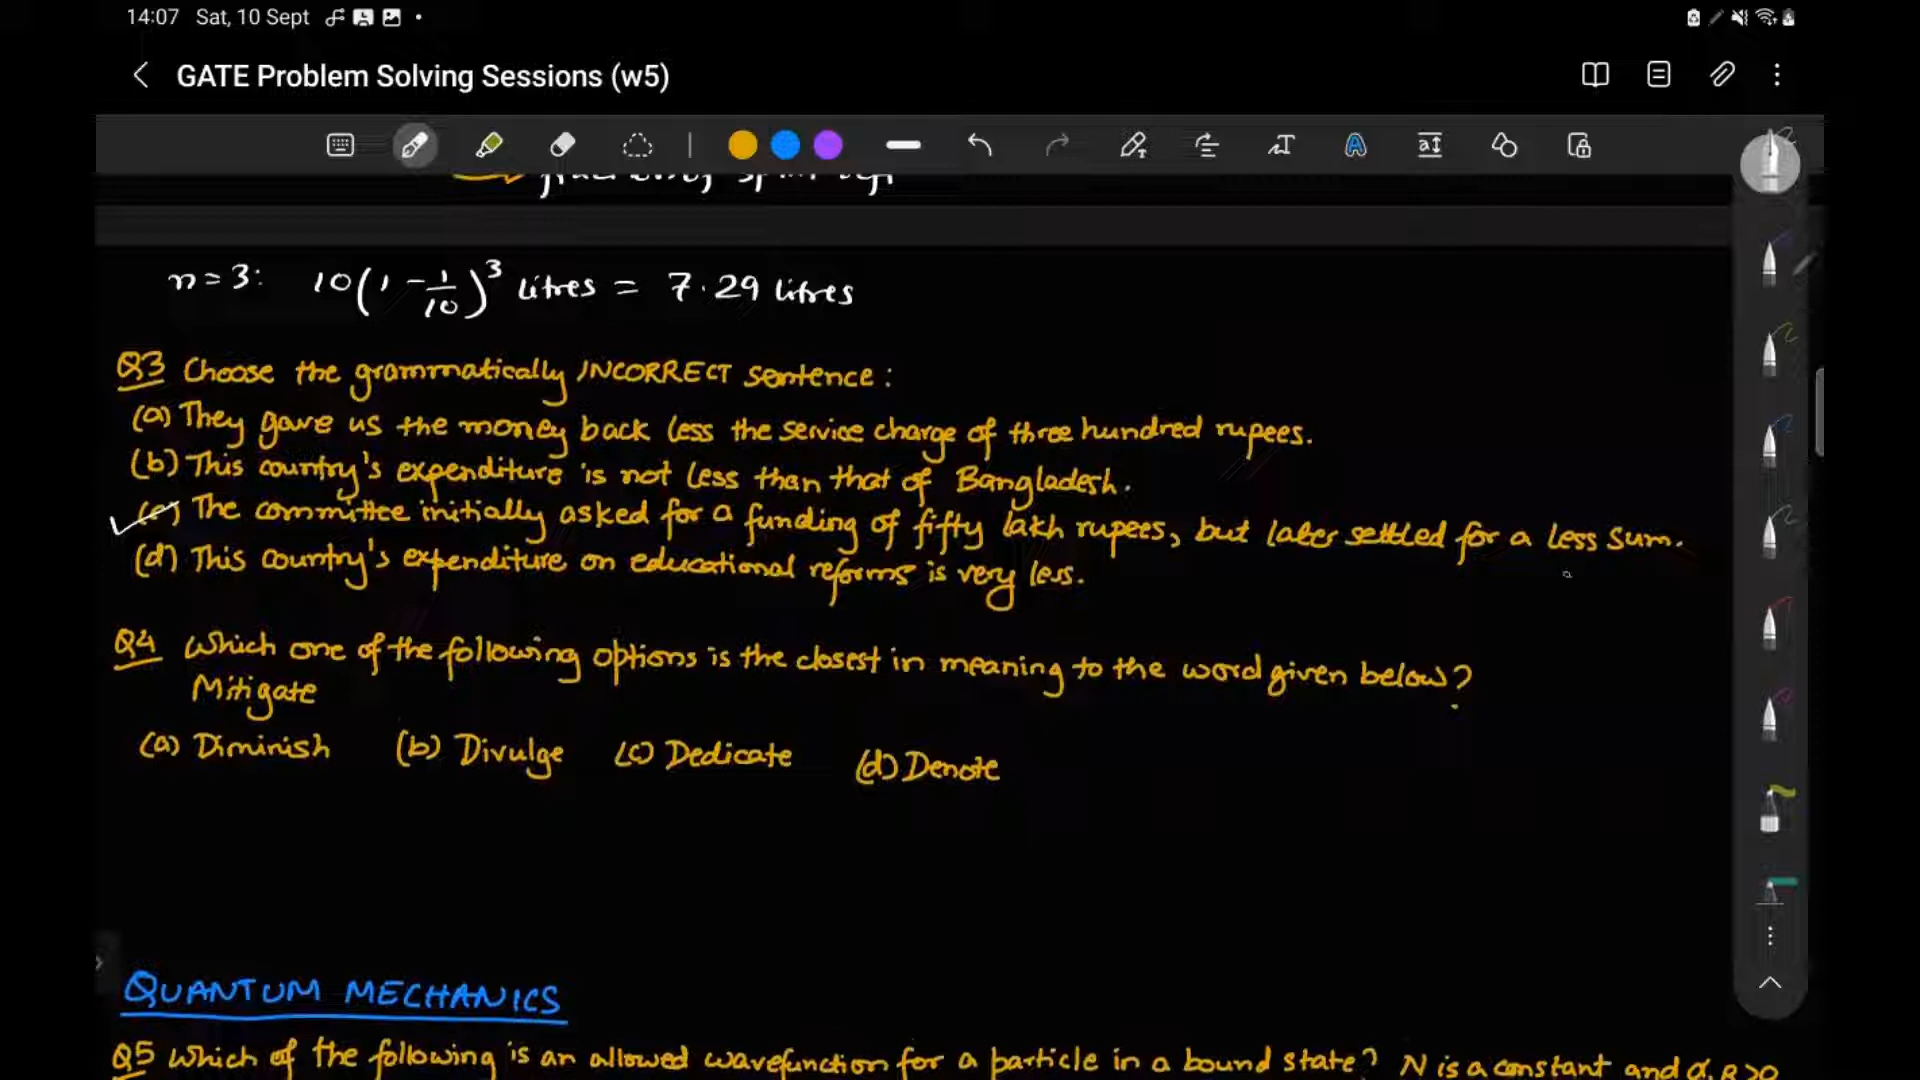 14:07 Sat, 10 Sept
GATE Problem Solving Sessions (w5)
n=3: 10(1-1/10)^3 litres = 7.29 litres
Q3 Choose the grammatically INCORRECT sentence:
(a) They gave us the money back less the service charge of three hundred rupees.
(b) This country's expenditure is not less than that of Bangladesh.
(c) The committee initially asked for a funding of fifty lakh rupees, but later settled for a less sum.
(d) This country's expenditure on educational reforms is very less.
Q4 Which one of the following options is the closest in meaning to the word given below?
Mitigate
(a) Diminish (b) Divulge (c) Dedicate (d) Denote
QUANTUM MECHANICS
Q5 Which of the following is an allowed wavefunction for a particle in a bound state? N is a constant and α, β >0